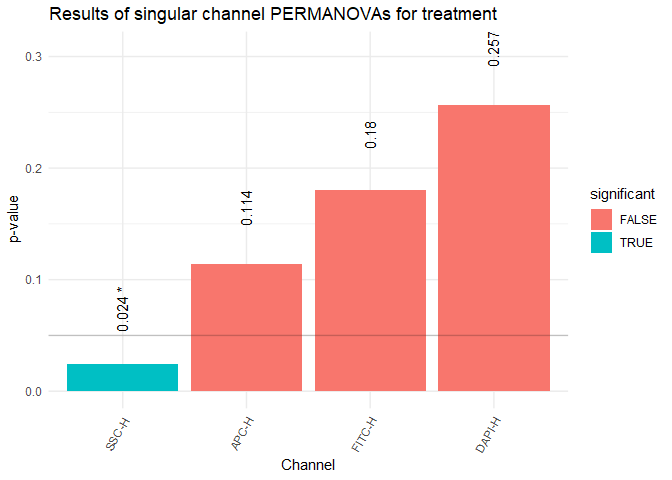 Results of singular channel PERMANOVAs for treatment
p-value
0.3
0.2
0.1
0.0
0.024 *
0.114
0.18
0.257
SSC-H
APC-H
FITC-H
DAPI-H
Channel
significant
FALSE
TRUE